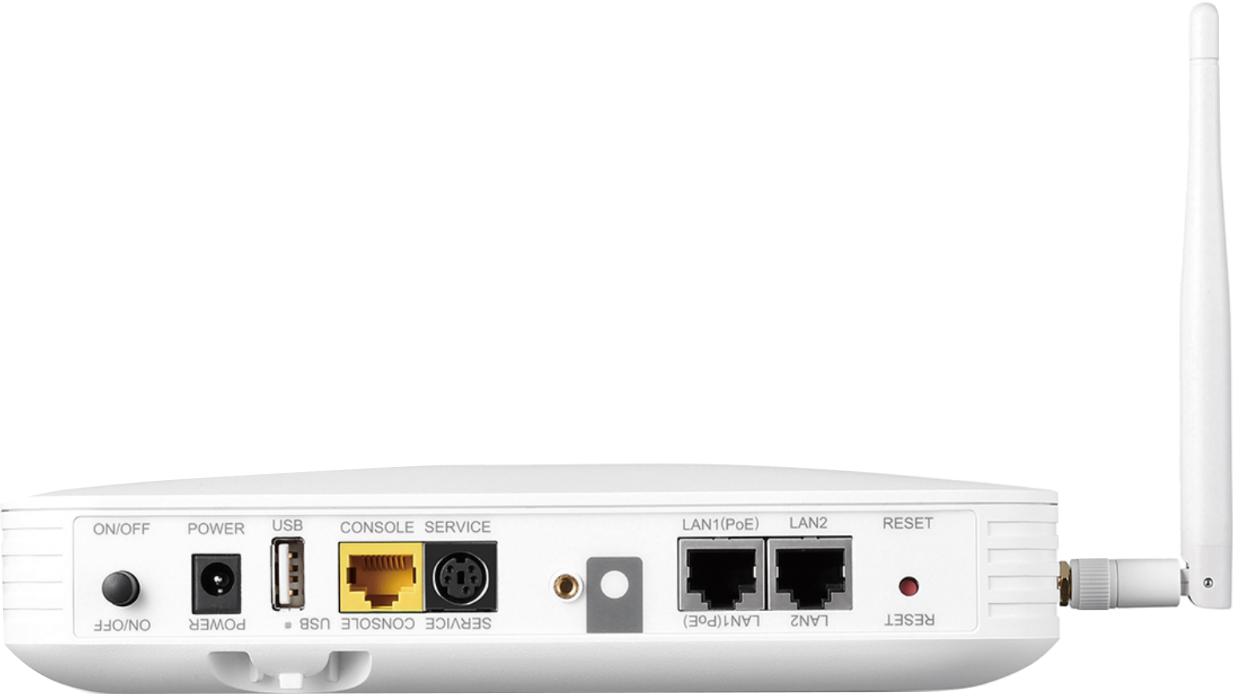 ON/OFF POWER USB CONSOLE SERVICE LAN1(PoE) LAN2 RESET
ON/OFF POWER USB CONSOLE SERVICE LAN1(PoE) LAN2 RESET